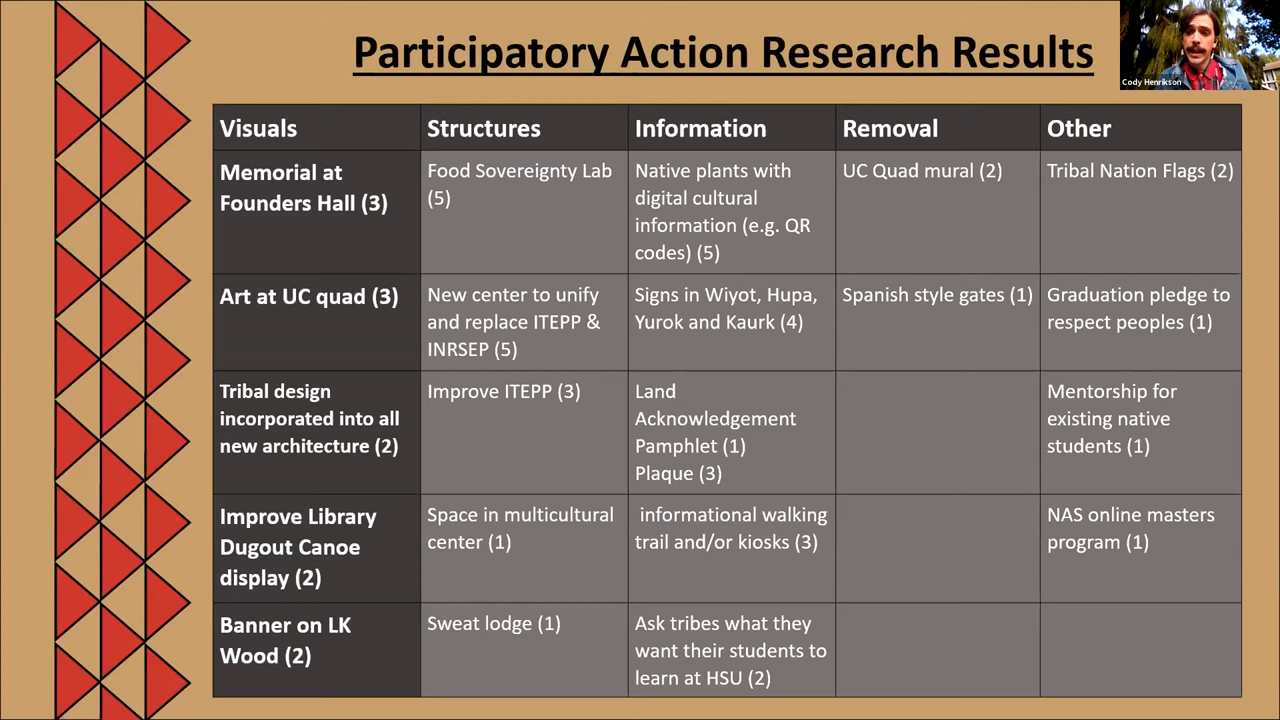 Participatory Action Research Results
Cody Henrikson
Visuals
Structures
Information
Removal
Other
Memorial at
Founders Hall (3)
Food Sovereignty Lab
(5)
Native plants with
digital cultural
information (e.g. QR
codes) (5)
UC Quad mural (2)
Tribal Nation Flags (2)
Art at UC quad (3)
New center to unify
and replace ITEPP &
INRSEP (5)
Signs in Wiyot, Hupa,
Yurok and Kaurk (4)
Spanish style gates (1)
Graduation pledge to
respect peoples (1)
Tribal design
incorporated into all
new architecture (2)
Improve ITEPP (3)
Land
Acknowledgement
Pamphlet (1)
Plaque (3)
Mentorship for
existing native
students (1)
Improve Library
Dugout Canoe
display (2)
Space in multicultural
center (1)
informational walking
trail and/or kiosks (3)
NAS online masters
program (1)
Banner on LK
Wood (2)
Sweat lodge (1)
Ask tribes what they
want their students to
learn at HSU (2)